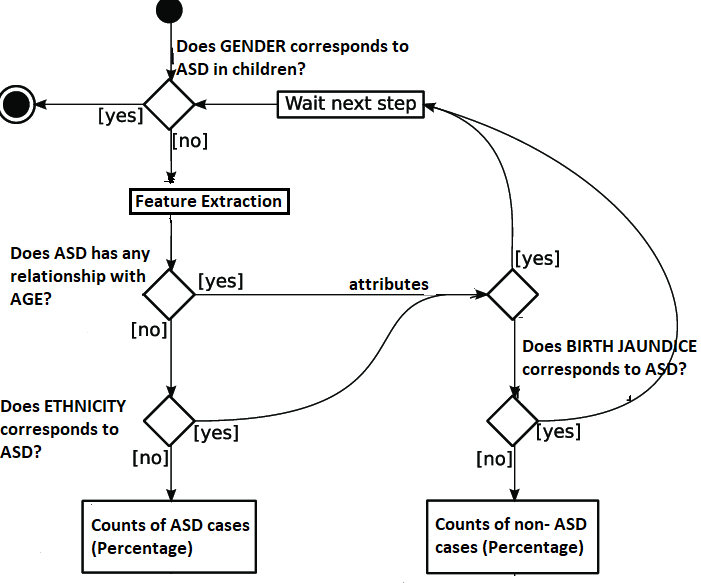 Does GENDER corresponds to
ASD in children?
[yes]
Wait next step
[no]
Feature Extraction
Does ASD has any
relationship with
AGE?
[yes]
attributes
[yes]
[no]
Does BIRTH JAUNDICE
corresponds to ASD?
Does ETHNICITY
corresponds to
ASD?
[yes]
[yes]
[no]
[no]
Counts of ASD cases
(Percentage)
Counts of non- ASD
cases (Percentage)